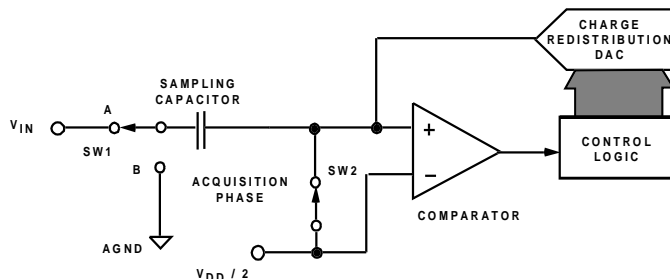 CHARGE
REDISTRIBUTION
DAC
SAMPLING
CAPACITOR
A
VIN
SW1
B
ACQUISITION
PHASE
SW2
+
−
CONTROL
LOGIC
COMPARATOR
AGND
VDD / 2